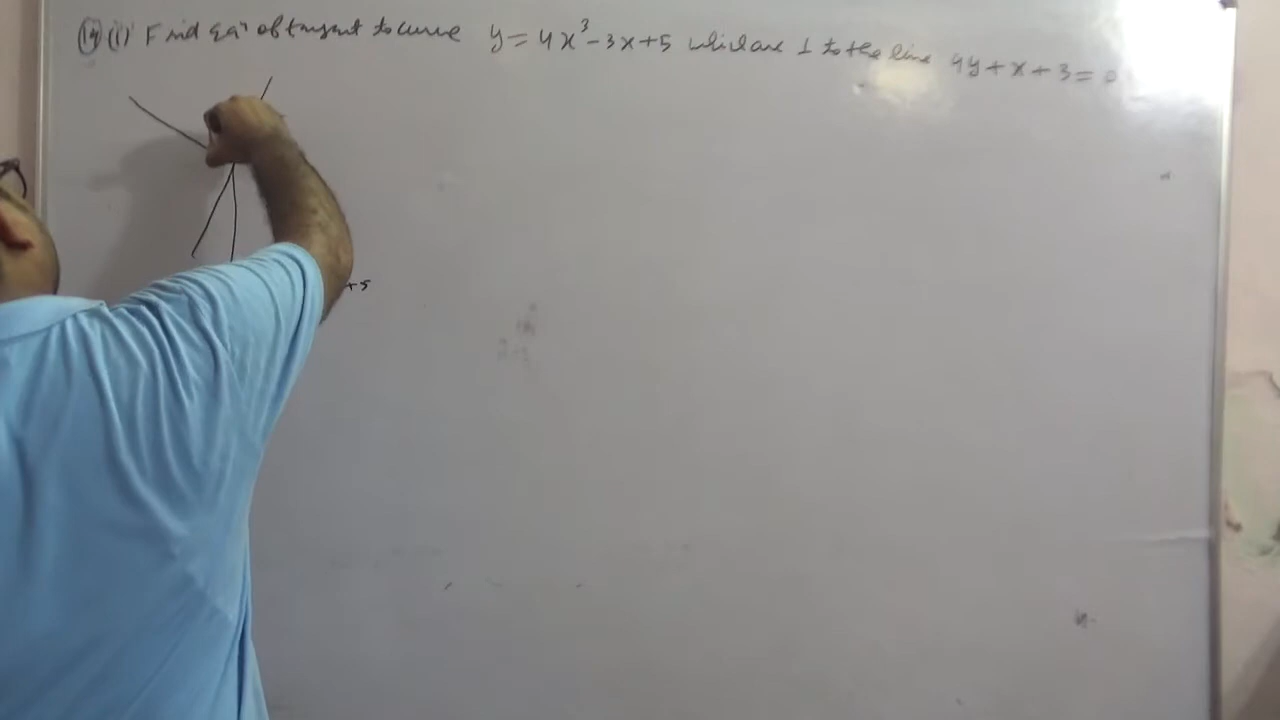 (14) (i) Find eqn of tangent to curve y = 4x³ - 3x + 5 which are ⊥ to the line 9y + x + 3 = 0
+5